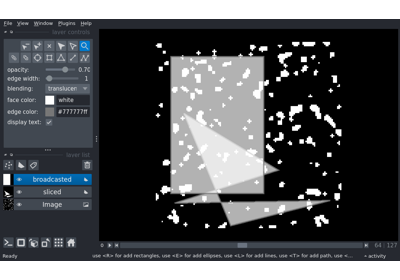 File View Window Plugins Help
layer controls
opacity: 0.70
edge width: 1
blending: translucen
face color: white
edge color: #777777ff
display text:
layer list
broadcasted
sliced
Image
0 64 | 127
Ready use <R> for add rectangles, use <E> for add ellipses, use <L> for add lines, use <T> for add path, use <... activity